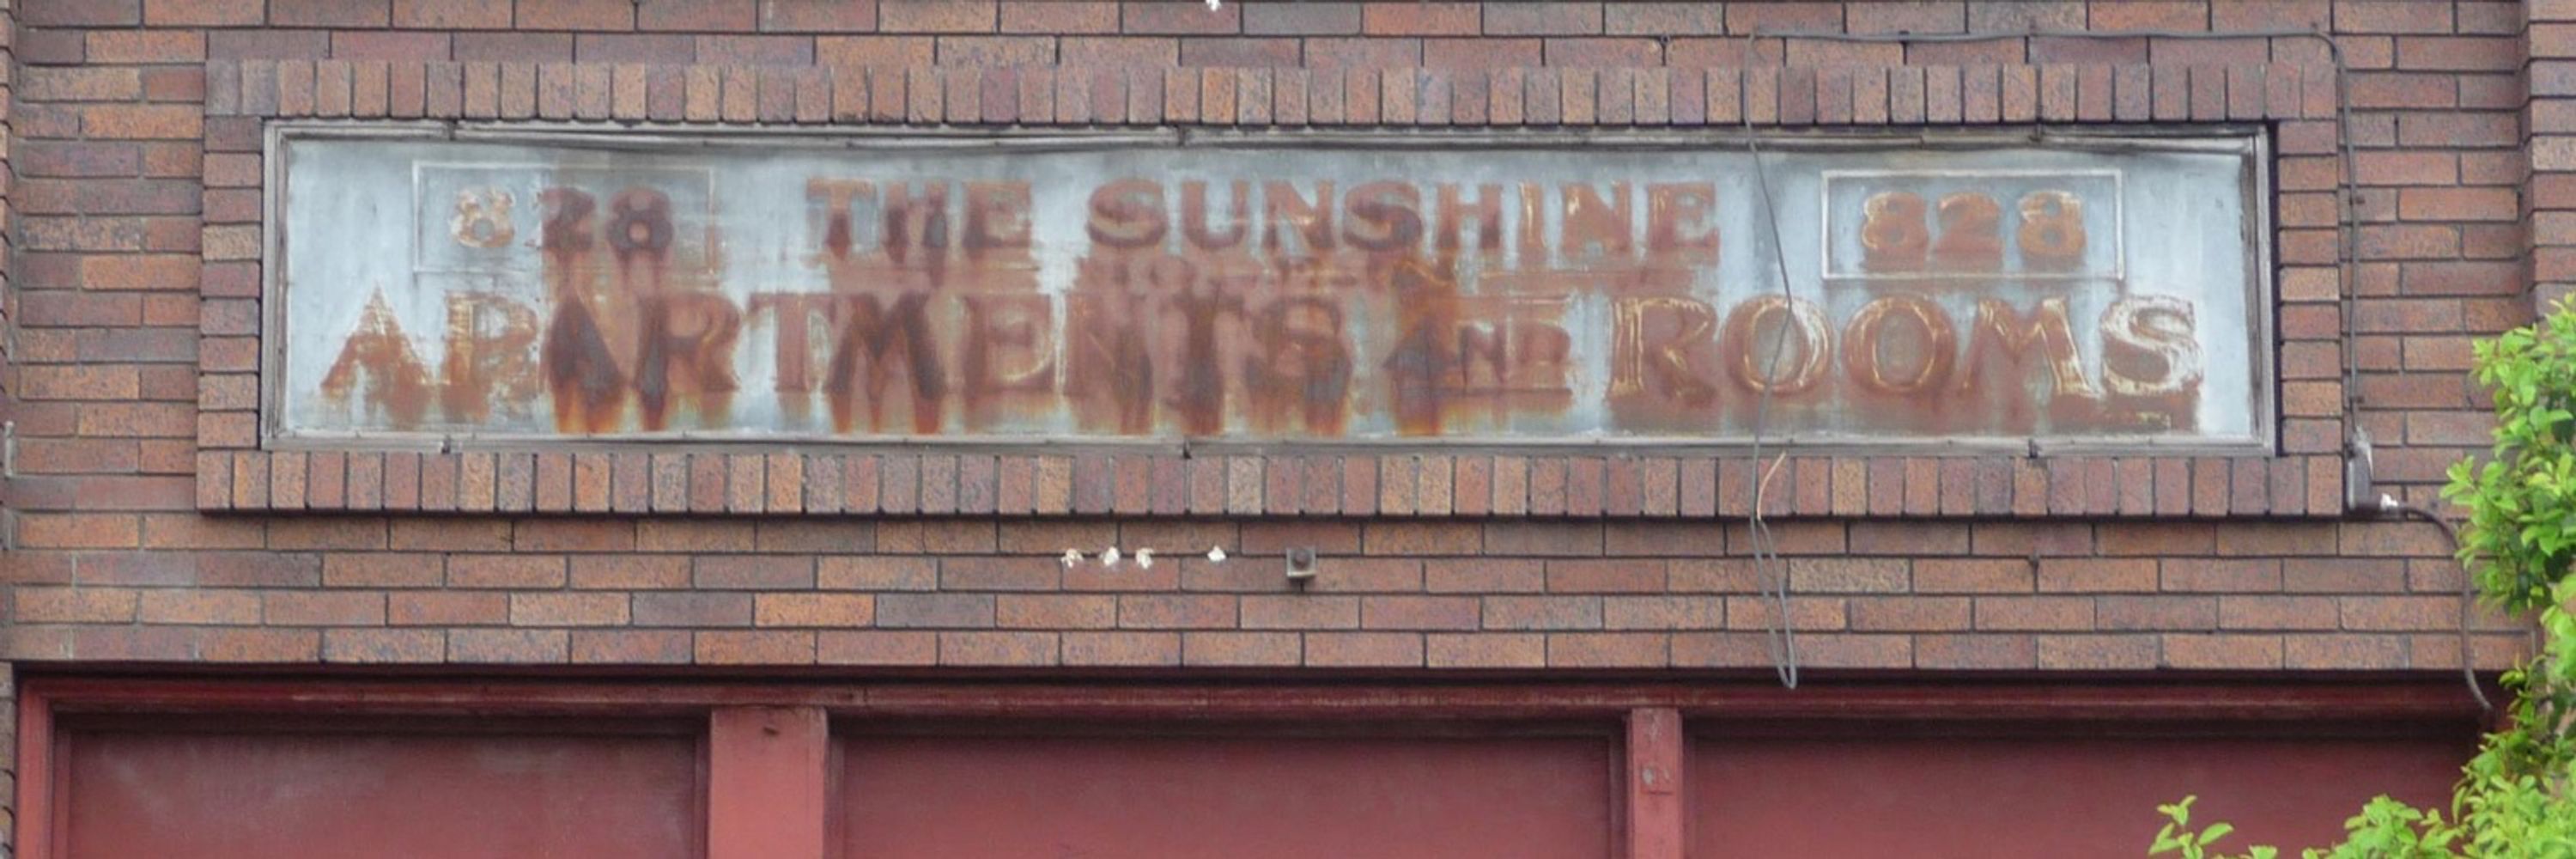 828 THE SUNSHINE 828
APARTMENTS AND ROOMS